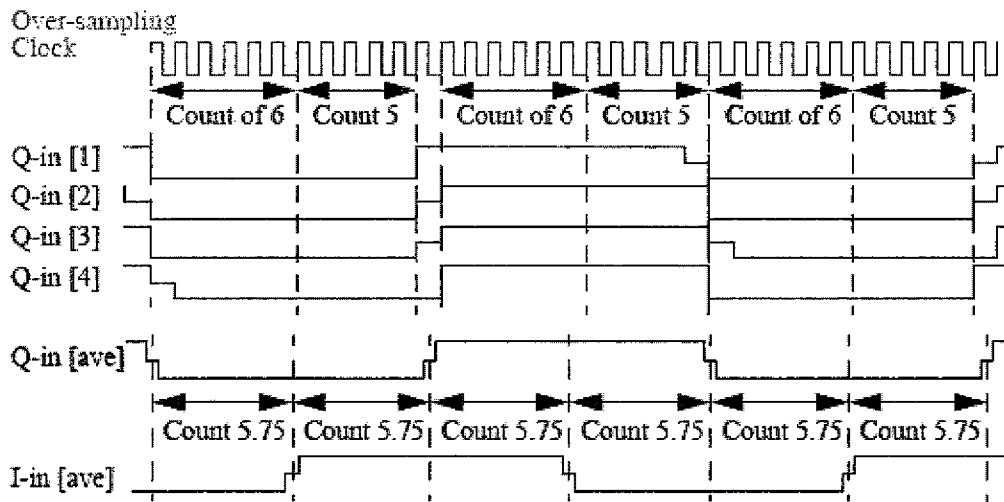 Over-sampling
Clock
Count of 6 Count 5 Count of 6 Count 5 Count of 6 Count 5
Q-in [1]
Q-in [2]
Q-in [3]
Q-in [4]
Q-in [ave]
Count 5.75 Count 5.75 Count 5.75 Count 5.75 Count 5.75 Count 5.75
I-in [ave]